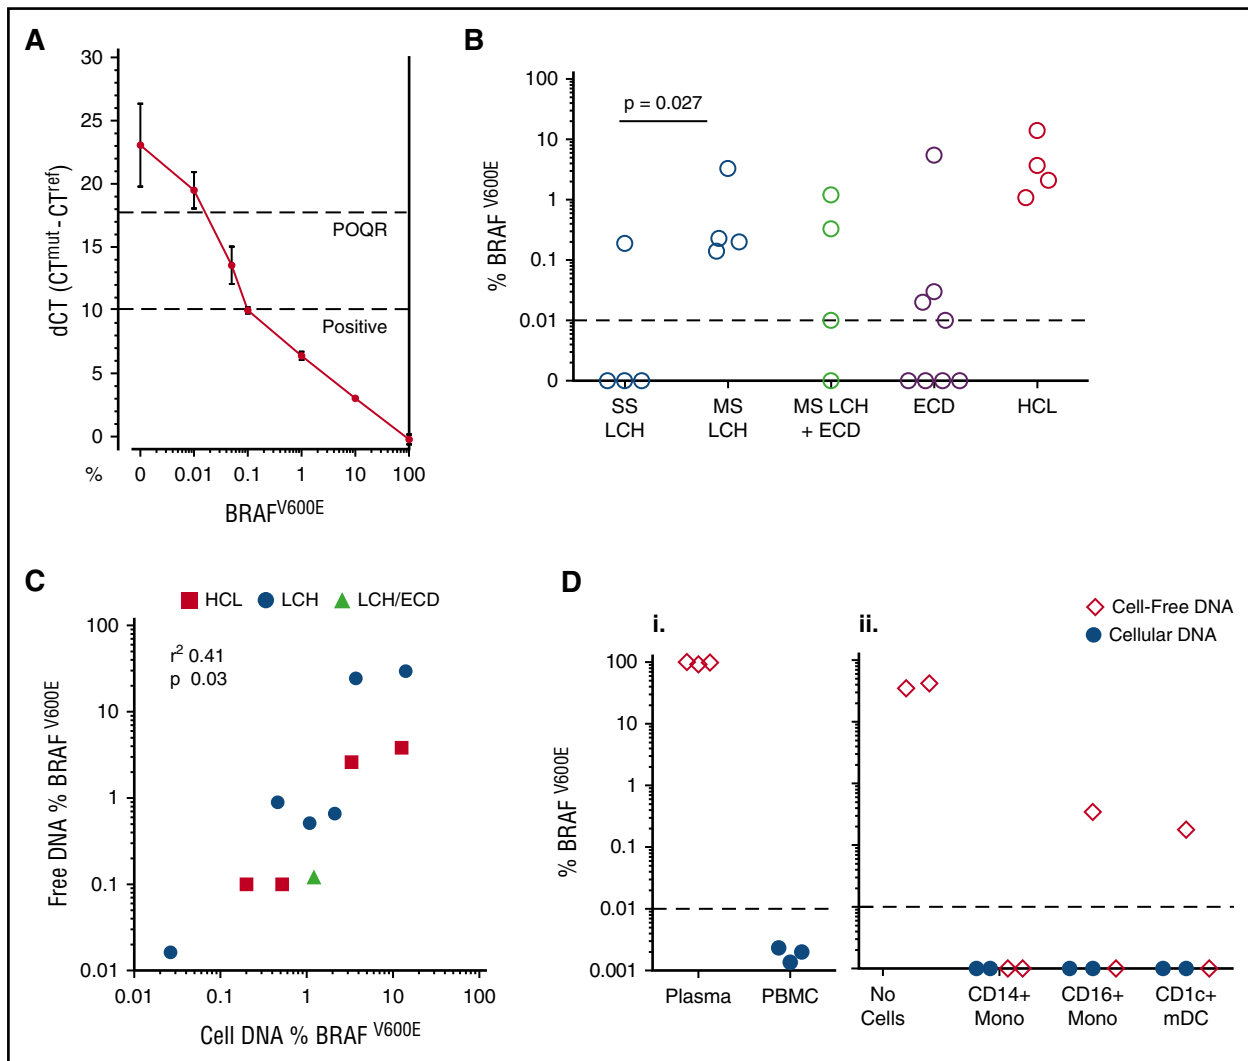 A
30
25
20
15
10
5
0
dCT (CTmut - CTref)
POQR
Positive
% 0 0.01 0.1 1 10 100
BRAFV600E
B
100
10
1
0.1
0.01
0
% BRAF V600E
p = 0.027
SS LCH
MS LCH
MS LCH + ECD
ECD
HCL
C
HCL LCH LCH/ECD
r2 0.41
p 0.03
100
10
1
0.1
0.01
Free DNA % BRAF V600E
0.01 0.1 1 10 100
Cell DNA % BRAF V600E
D
Cell-Free DNA
Cellular DNA
i.
100
10
1
0.1
0.01
0.001
% BRAF V600E
Plasma PBMC
ii.
No Cells
CD14+ Mono
CD16+ Mono
CD1c+ mDC